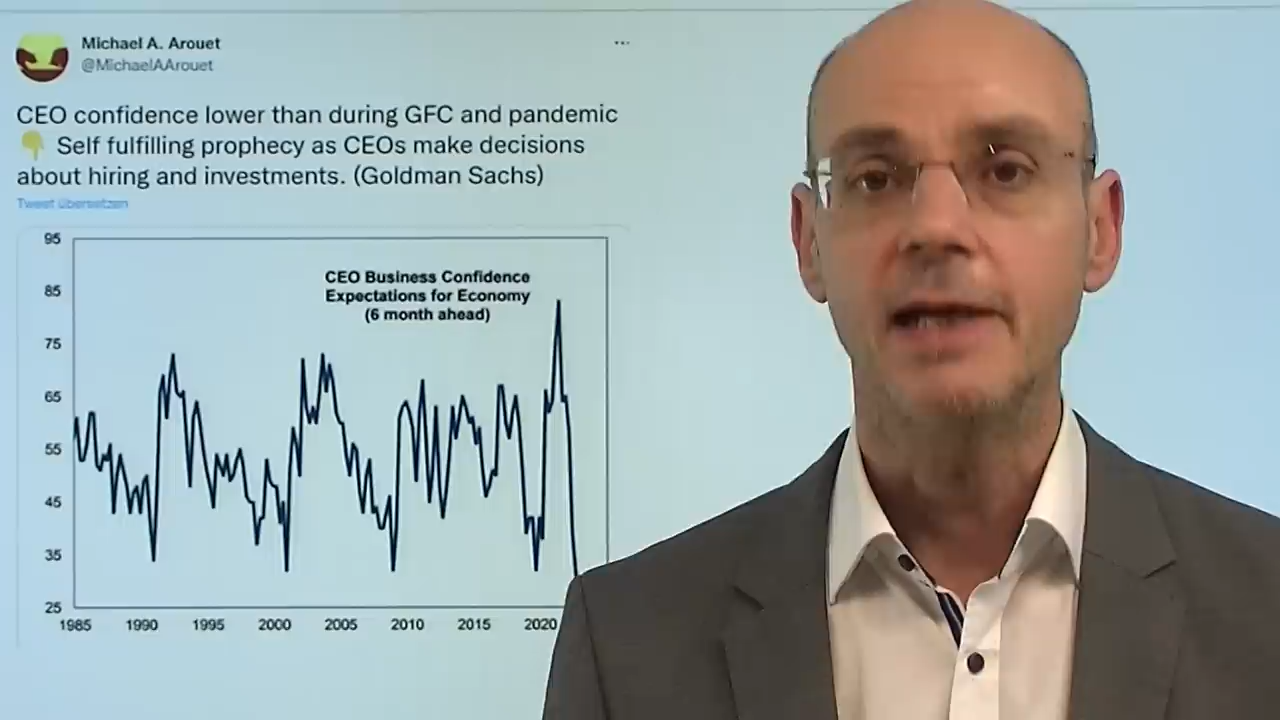 Michael A. Arouet
@MichaelAArouet
CEO confidence lower than during GFC and pandemic
Self fulfilling prophecy as CEOs make decisions
about hiring and investments. (Goldman Sachs)
Tweet übersetzen
CEO Business Confidence
Expectations for Economy
(6 month ahead)
95
85
75
65
55
45
35
25
1985 1990 1995 2000 2005 2010 2015 2020